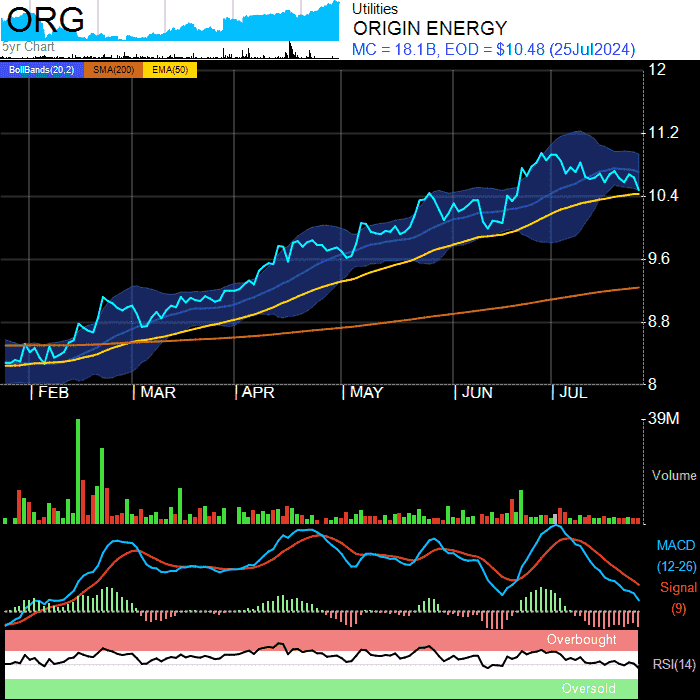 ORG
5yr Chart
Utilities
ORIGIN ENERGY
MC = 18.1B, EOD = $10.48 (25Jul2024)
BollBands(20,2) SMA(200) EMA(50)
12
11.2
10.4
9.6
8.8
8
FEB MAR APR MAY JUN JUL
39M
Volume
MACD
(12-26)
Signal
(9)
Overbought
RSI(14)
Oversold